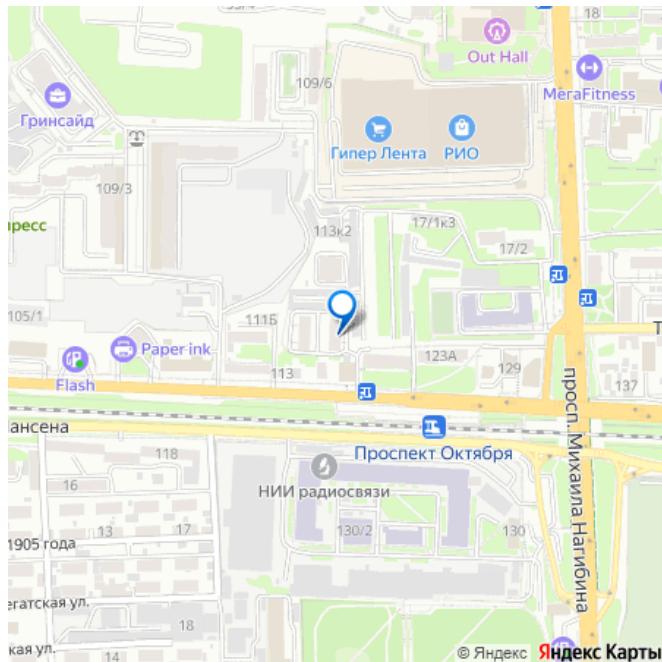 18
Out Hall
109/6
МегаFitness
Гринсайд
Гипер Лента
РИО
109/3
17/1к3
113к2
17/2
ресс
105/1
111Б
Paper ink
Flash
113
123А
129
137
просп. Михаила Нагибина
ансена
Проспект Октября
118
НИИ радиосвязи
16
13
17
130/2
130
1905 года
гатская ул.
18
кая ул.
14
© Яндекс Яндекс Карты